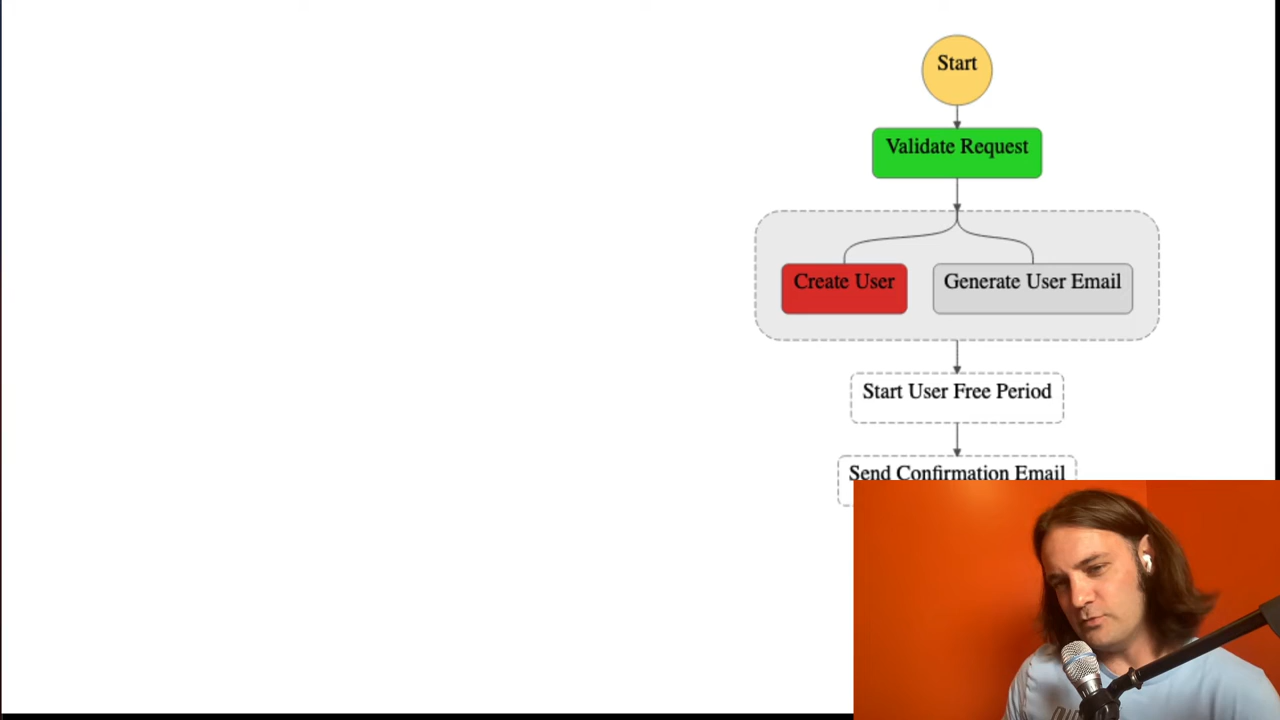 Start
Validate Request
Create User
Generate User Email
Start User Free Period
Send Confirmation Email